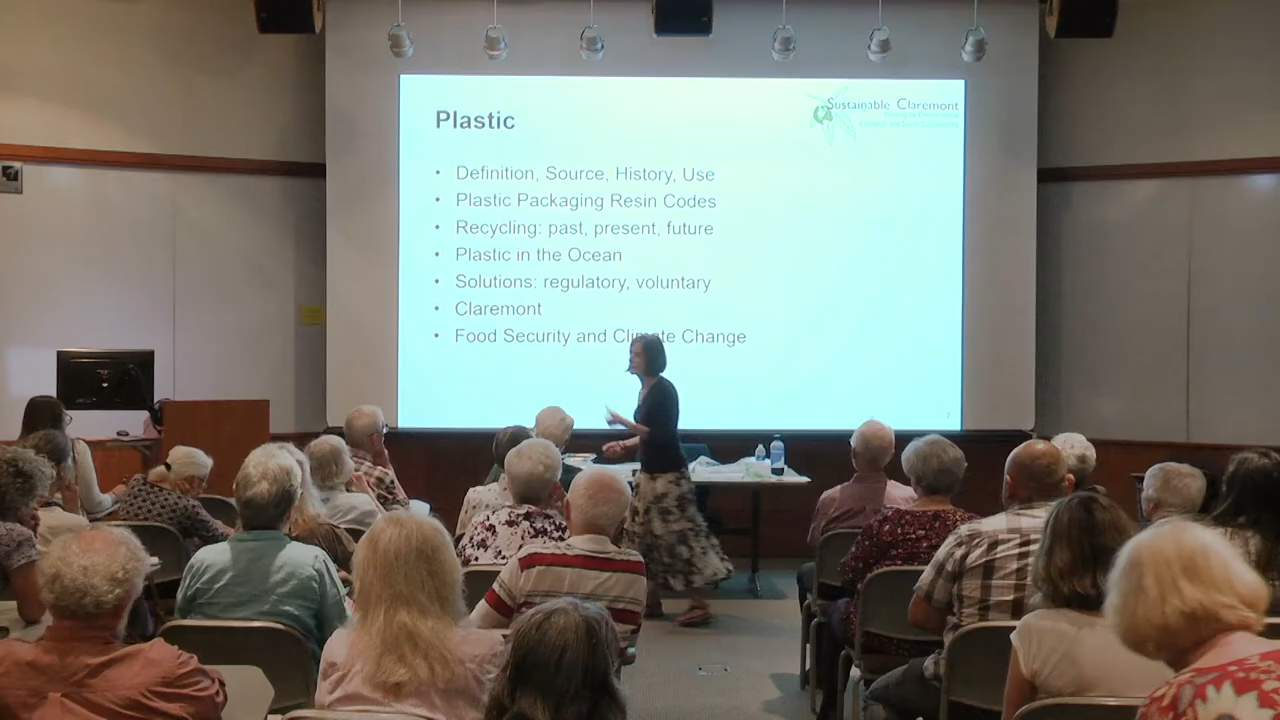 Sustainable Claremont
Plastic
• Definition, Source, History, Use
• Plastic Packaging Resin Codes
• Recycling: past, present, future
• Plastic in the Ocean
• Solutions: regulatory, voluntary
• Claremont
• Food Security and Climate Change